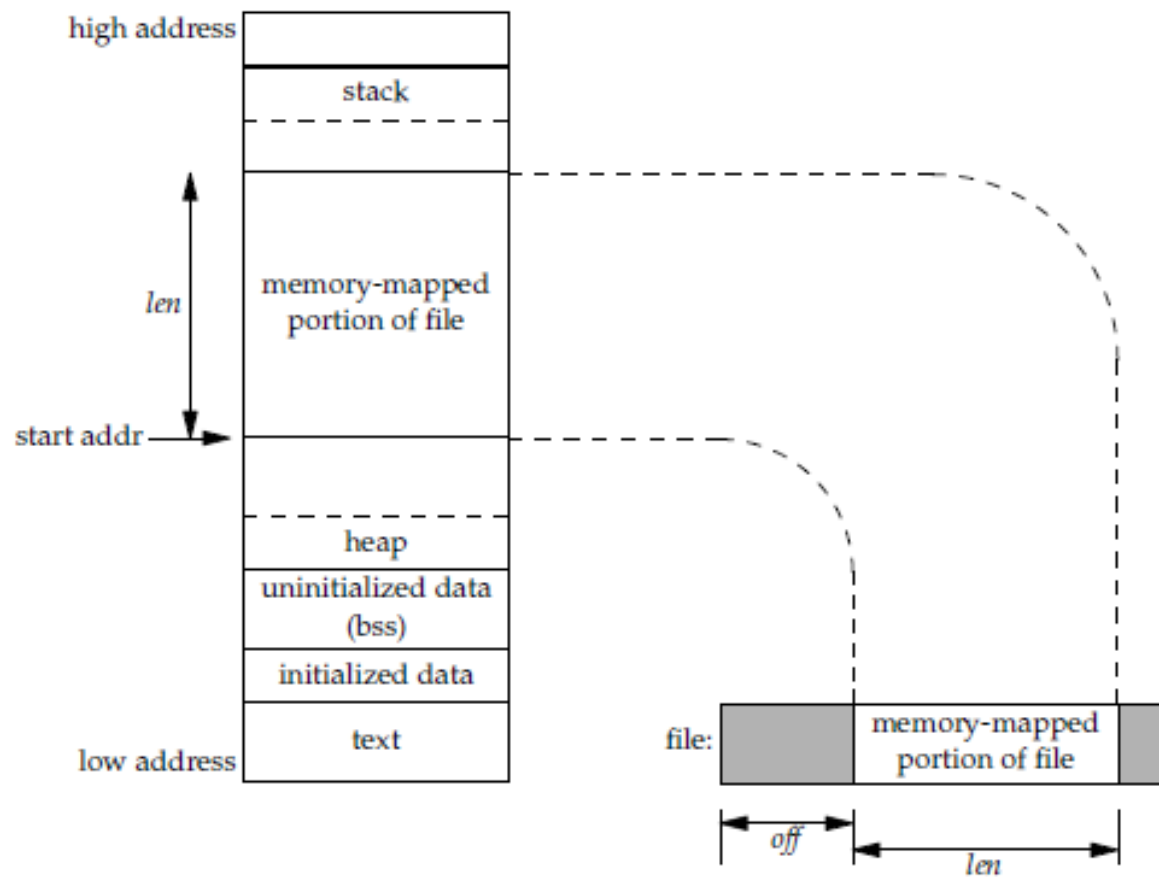 high address
stack
len
memory-mapped
portion of file
start addr
heap
uninitialized data
(bss)
initialized data
text
low address
file:
memory-mapped
portion of file
off
len